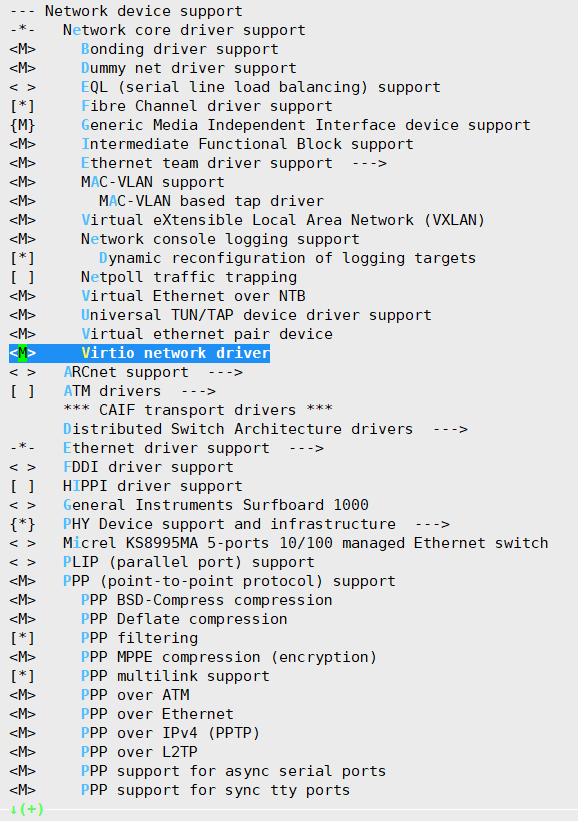 --- Network device support
-*-   Network core driver support
<M>     Bonding driver support
<M>     Dummy net driver support
< >     EQL (serial line load balancing) support
[*]     Fibre Channel driver support
{M}     Generic Media Independent Interface device support
<M>     Intermediate Functional Block support
<M>     Ethernet team driver support  --->
<M>     MAC-VLAN support
<M>       MAC-VLAN based tap driver
<M>     Virtual eXtensible Local Area Network (VXLAN)
<M>     Network console logging support
[*]       Dynamic reconfiguration of logging targets
[ ]     Netpoll traffic trapping
<M>     Virtual Ethernet over NTB
<M>     Universal TUN/TAP device driver support
<M>     Virtual ethernet pair device
<M>     Virtio network driver
< >   ARCnet support  --->
[ ]   ATM drivers  --->
      *** CAIF transport drivers ***
      Distributed Switch Architecture drivers  --->
-*-   Ethernet driver support  --->
< >   FDDI driver support
[ ]   HIPPI driver support
< >   General Instruments Surfboard 1000
{*}   PHY Device support and infrastructure  --->
< >   Micrel KS8995MA 5-ports 10/100 managed Ethernet switch
< >   PLIP (parallel port) support
<M>   PPP (point-to-point protocol) support
<M>     PPP BSD-Compress compression
<M>     PPP Deflate compression
[*]     PPP filtering
<M>     PPP MPPE compression (encryption)
[*]     PPP multilink support
<M>     PPP over ATM
<M>     PPP over Ethernet
<M>     PPP over IPv4 (PPTP)
<M>     PPP over L2TP
<M>     PPP support for async serial ports
<M>     PPP support for sync tty ports
↓(+)